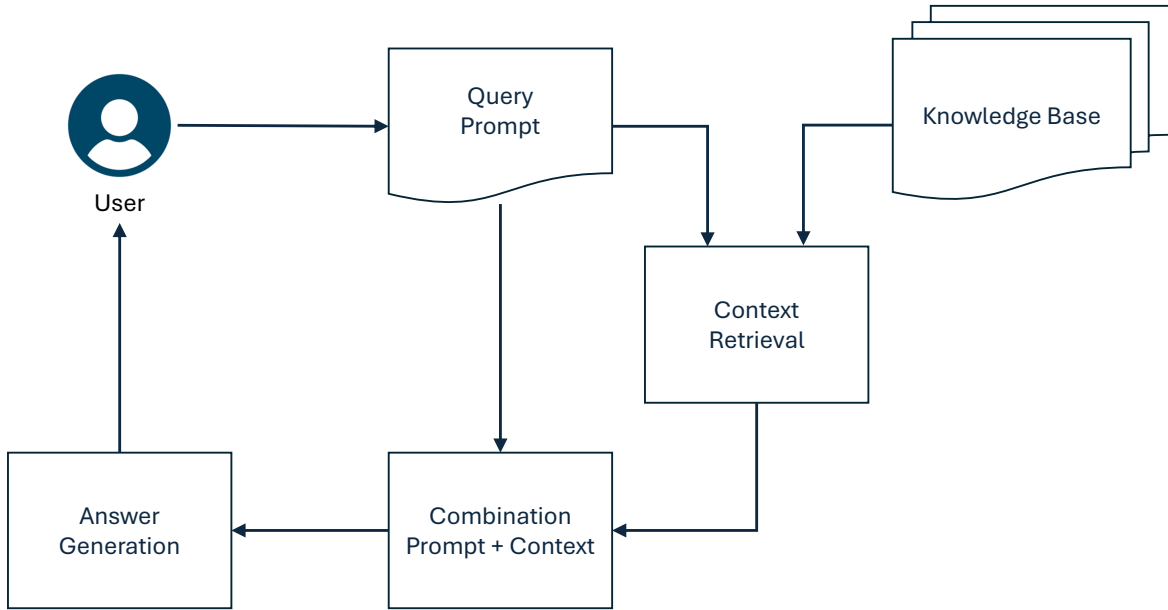 Query
Prompt
Knowledge Base
User
Context
Retrieval
Answer
Generation
Combination
Prompt + Context